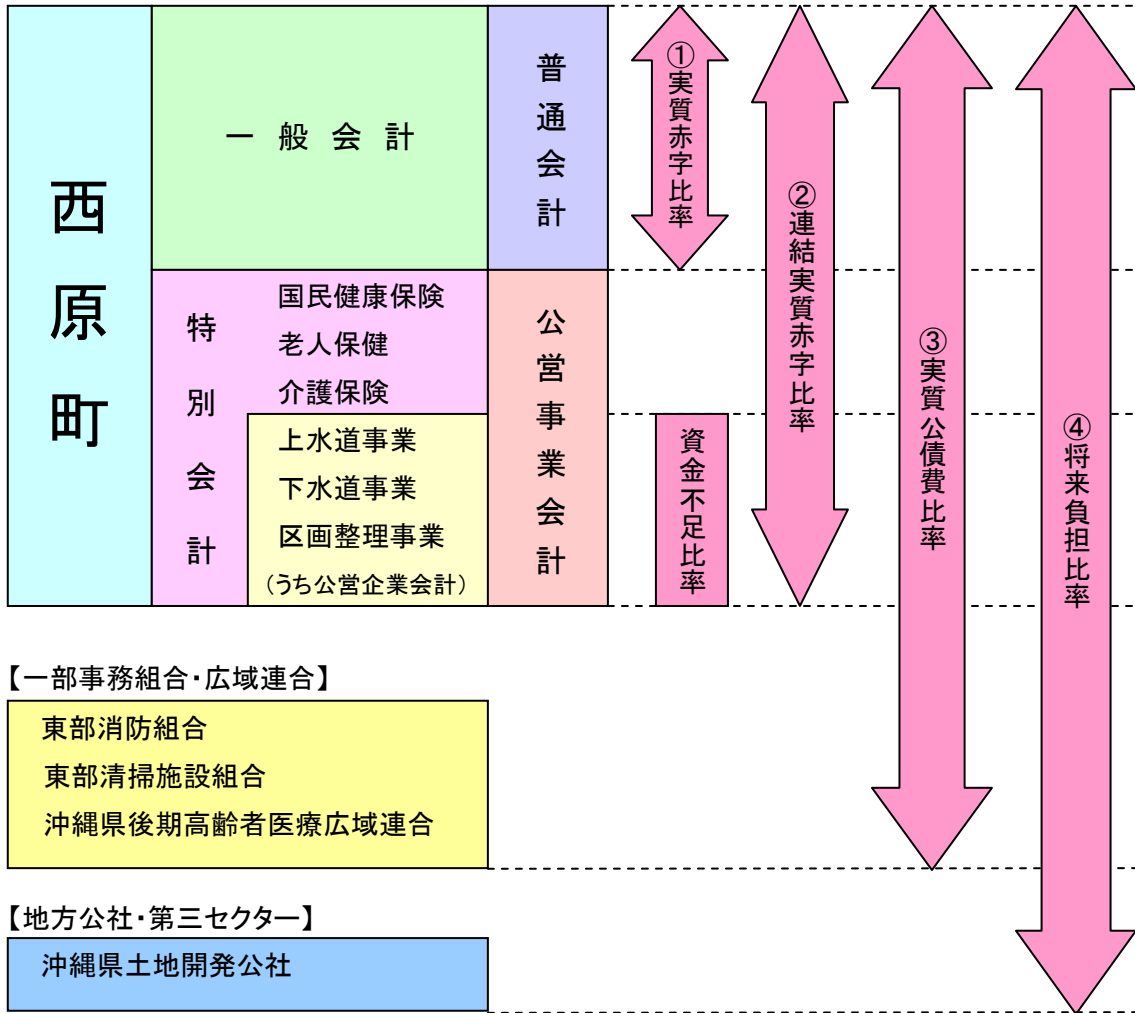 西原町
一般会計
普通会計
特別会計
国民健康保険
老人保健
介護保険
上水道事業
下水道事業
区画整理事業
(うち公営企業会計)
公営事業会計
①実質赤字比率
資金不足比率
②連結実質赤字比率
③実質公債費比率
④将来負担比率
【一部事務組合・広域連合】
東部消防組合
東部清掃施設組合
沖縄県後期高齢者医療広域連合
【地方公社・第三セクター】
沖縄県土地開発公社